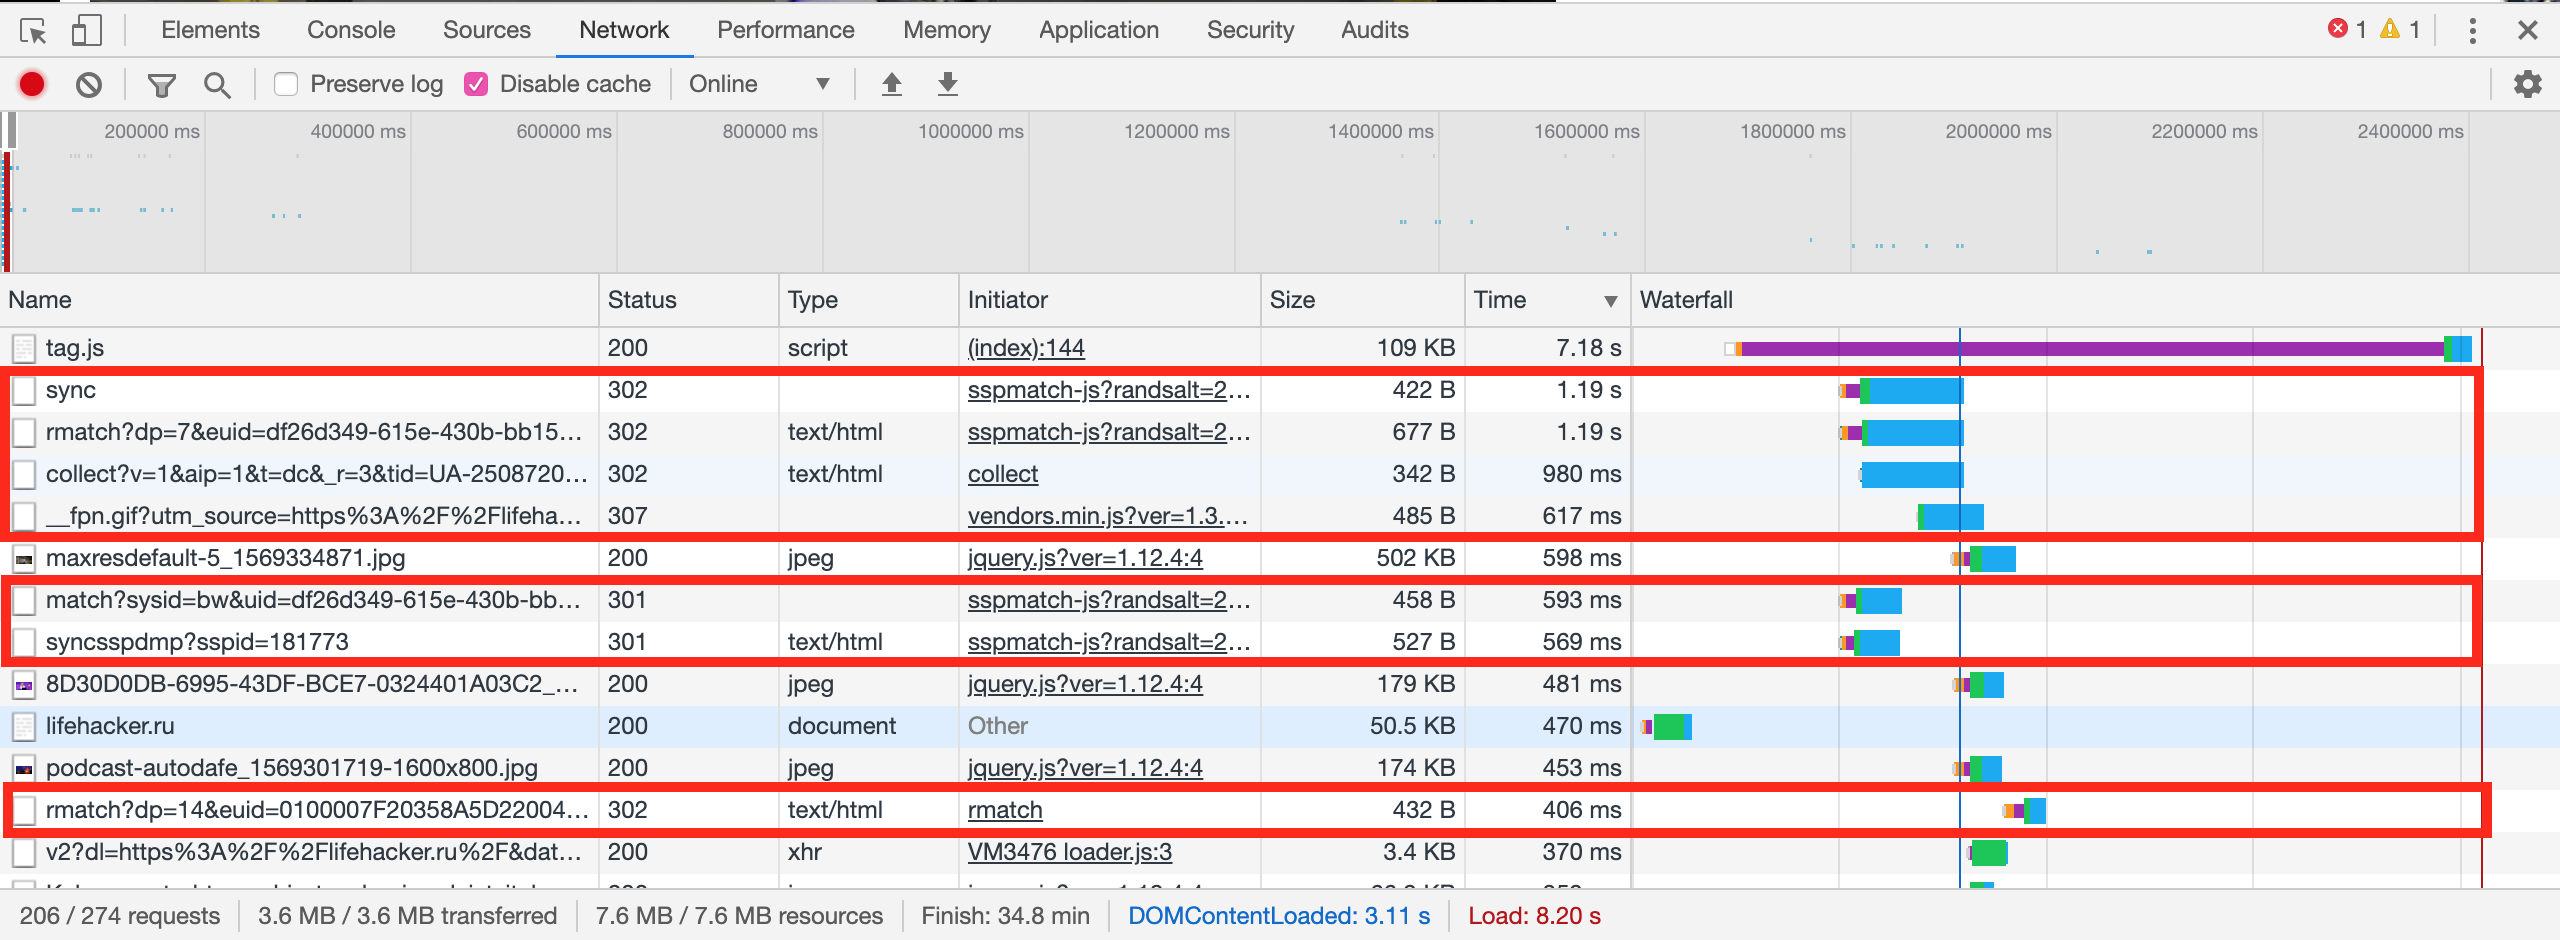 Elements Console Sources Network Performance Memory Application Security Audits 1 1
Preserve log Disable cache Online
200000 ms 400000 ms 600000 ms 800000 ms 1000000 ms 1200000 ms 1400000 ms 1600000 ms 1800000 ms 2000000 ms 2200000 ms 2400000 ms
Name Status Type Initiator Size Time Waterfall
tag.js 200 script (index):144 109 KB 7.18 s
sync 302 sspmatch-js?randsalt=2… 422 B 1.19 s
rmatch?dp=7&euid=df26d349-615e-430b-bb15… 302 text/html sspmatch-js?randsalt=2… 677 B 1.19 s
collect?v=1&aip=1&t=dc&_r=3&tid=UA-2508720… 302 text/html collect 342 B 980 ms
__fpn.gif?utm_source=https%3A%2F%2Flifeha… 307 vendors.min.js?ver=1.3.… 485 B 617 ms
maxresdefault-5_1569334871.jpg 200 jpeg jquery.js?ver=1.12.4:4 502 KB 598 ms
match?sysid=bw&uid=df26d349-615e-430b-bb… 301 sspmatch-js?randsalt=2… 458 B 593 ms
syncsspdmp?sspid=181773 301 text/html sspmatch-js?randsalt=2… 527 B 569 ms
8D30D0DB-6995-43DF-BCE7-0324401A03C2_… 200 jpeg jquery.js?ver=1.12.4:4 179 KB 481 ms
lifehacker.ru 200 document Other 50.5 KB 470 ms
podcast-autodafe_1569301719-1600x800.jpg 200 jpeg jquery.js?ver=1.12.4:4 174 KB 453 ms
rmatch?dp=14&euid=0100007F20358A5D22004… 302 text/html rmatch 432 B 406 ms
v2?dl=https%3A%2F%2Flifehacker.ru%2F&dat… 200 xhr VM3476 loader.js:3 3.4 KB 370 ms
206 / 274 requests 3.6 MB / 3.6 MB transferred 7.6 MB / 7.6 MB resources Finish: 34.8 min DOMContentLoaded: 3.11 s Load: 8.20 s